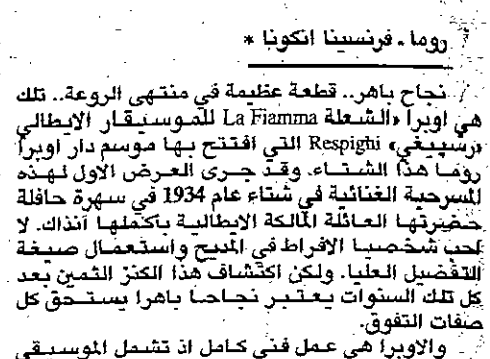 روما ـ فرنسينا انكونا *
نجاح باهر.. قطعة عظيمة في منتهى الروعة.. تلك
هي اوبرا «الشعلة La Fiamma للموسيقار الايطالي
«رسبيغي» Respighi التي افتتح بها موسم دار اوبرا
روما هذا الشتاء. وقد جرى العرض الاول لهذه
المسرحية الغنائية في شتاء عام 1934 في سهرة حافلة
حضرتها العائلة المالكة الايطالية باكملها آنذاك. لا
احب شخصيا الافراط في المديح واستعمال صيغة
التفضيل العليا. ولكن اكتشاف هذا الكنز الثمين بعد
كل تلك السنوات يعتبر نجاحا باهرا يستحق كل
صفات التفوق.
والاوبرا هي عمل فني كامل اذ تشمل الموسيقى